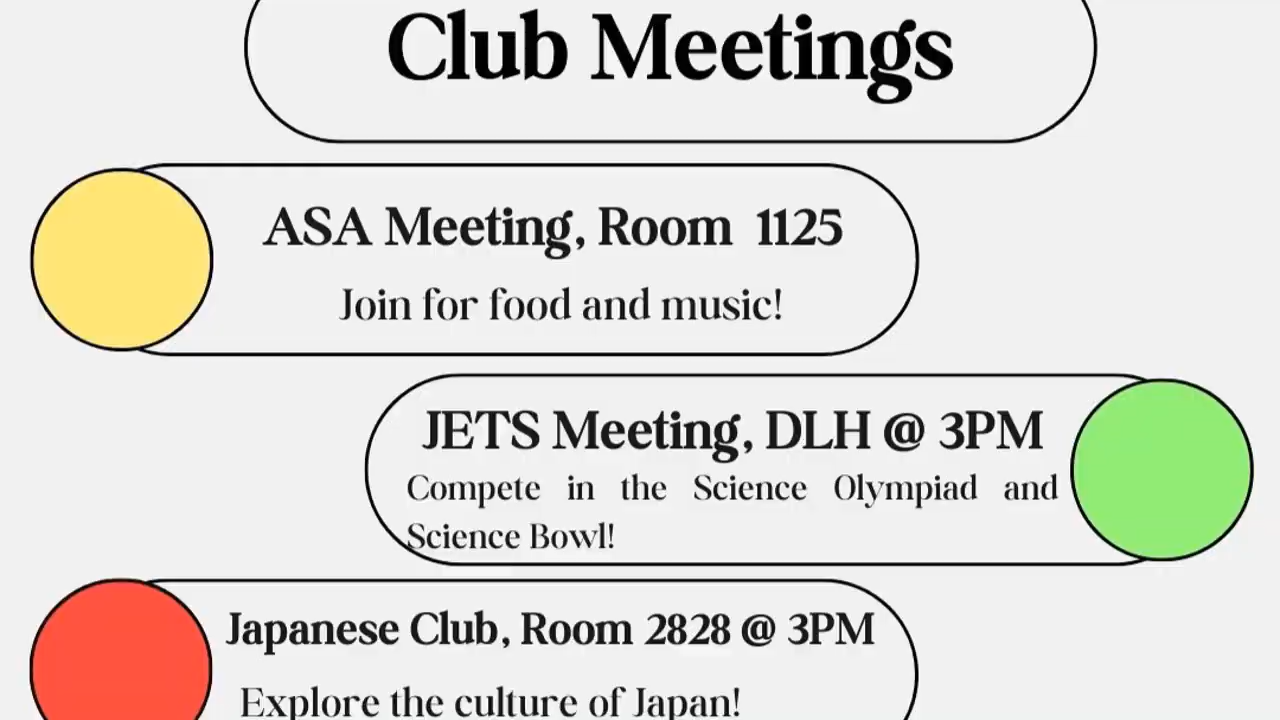 Club Meetings
ASA Meeting, Room 1125
Join for food and music!
JETS Meeting, DLH @ 3PM
Compete in the Science Olympiad and
Science Bowl!
Japanese Club, Room 2828 @ 3PM
Explore the culture of Japan!